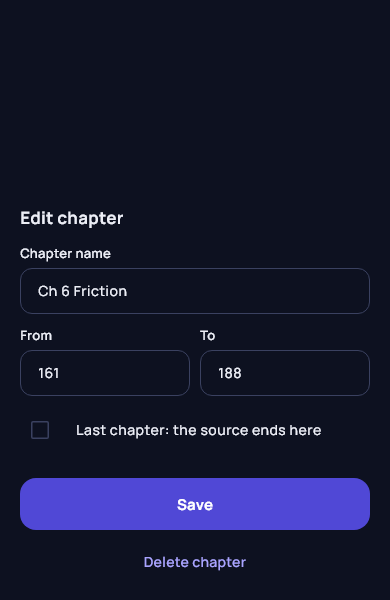 Edit chapter
Chapter name
Ch 6 Friction
From To
161 188
Last chapter: the source ends here
Save
Delete chapter